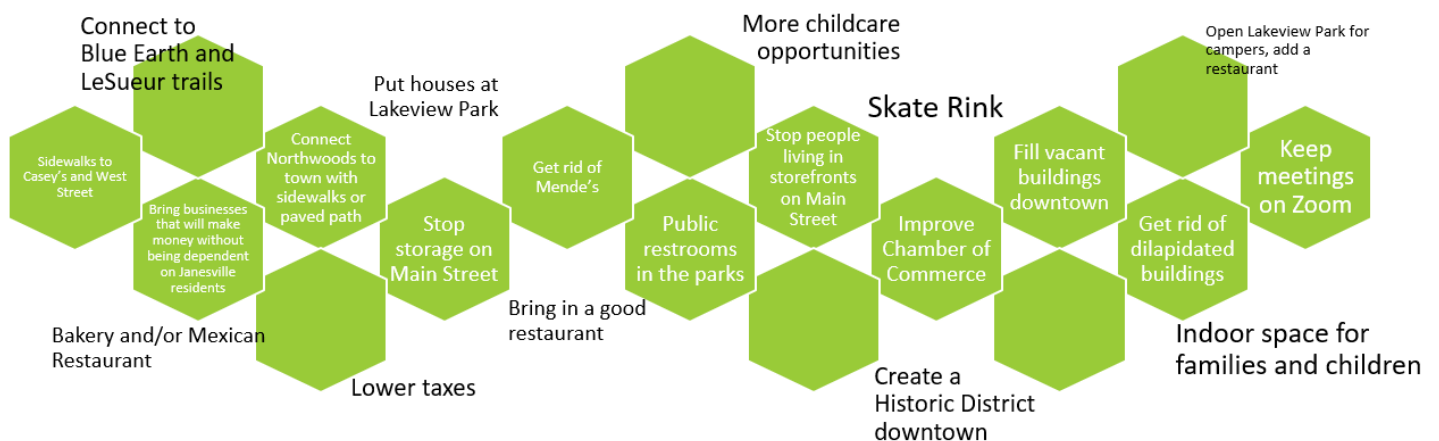 Connect to
Blue Earth and
LeSueur trails
Sidewalks to
Casey's and West
Street
Bring businesses
that will make
money without
being dependent
on Janesville
residents
Bakery and/or Mexican
Restaurant
Connect
Northwoods to
town with
sidewalks or
paved path
Put houses at
Lakeview Park
Stop
storage on
Main Street
Lower taxes
Get rid of
Mende's
Bring in a good
restaurant
More childcare
opportunities
Public
restrooms
in the parks
Stop people
living in
storefronts
on Main
Street
Skate Rink
Improve
Chamber of
Commerce
Create a
Historic District
downtown
Fill vacant
buildings
downtown
Open Lakeview Park for
campers, add a
restaurant
Get rid of
dilapidated
buildings
Keep
meetings
on Zoom
Indoor space for
families and children